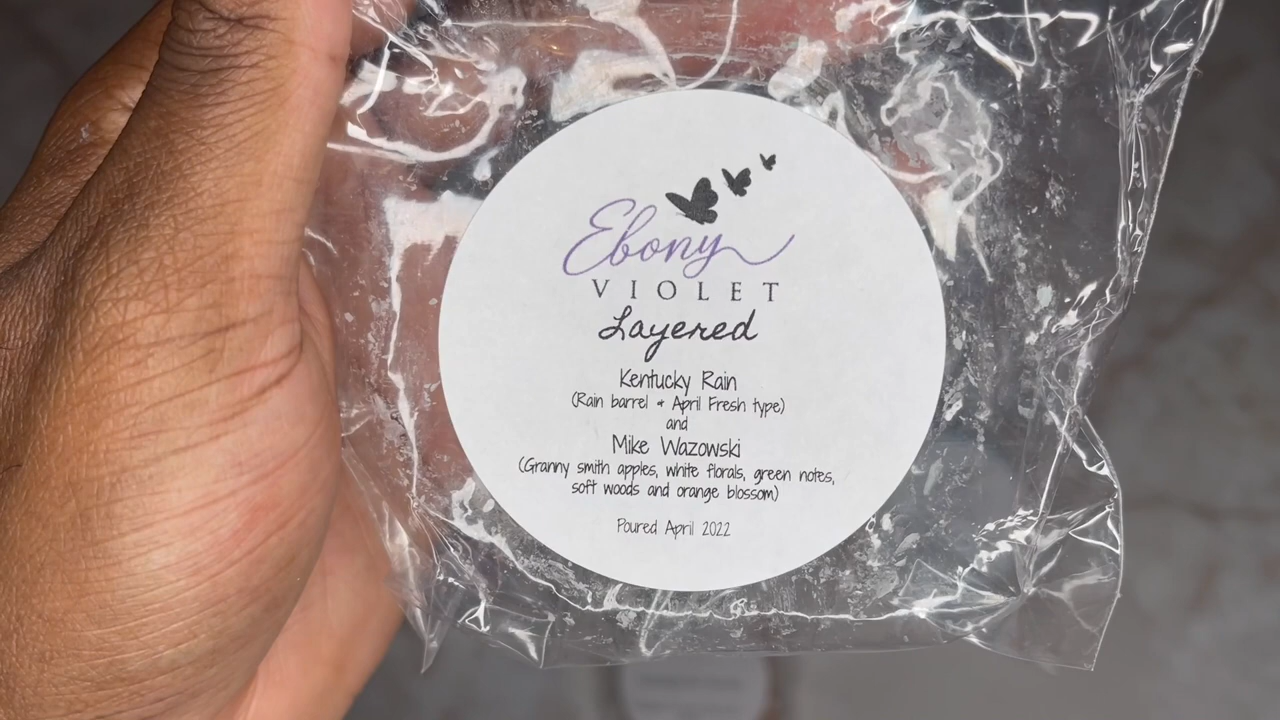 Ebony
VIOLET
Layered
Kentucky Rain
(Rain barrel + April Fresh type)
and
Mike Wazowski
(Granny smith apples, white florals, green notes,
soft woods and orange blossom)
Poured April 2022